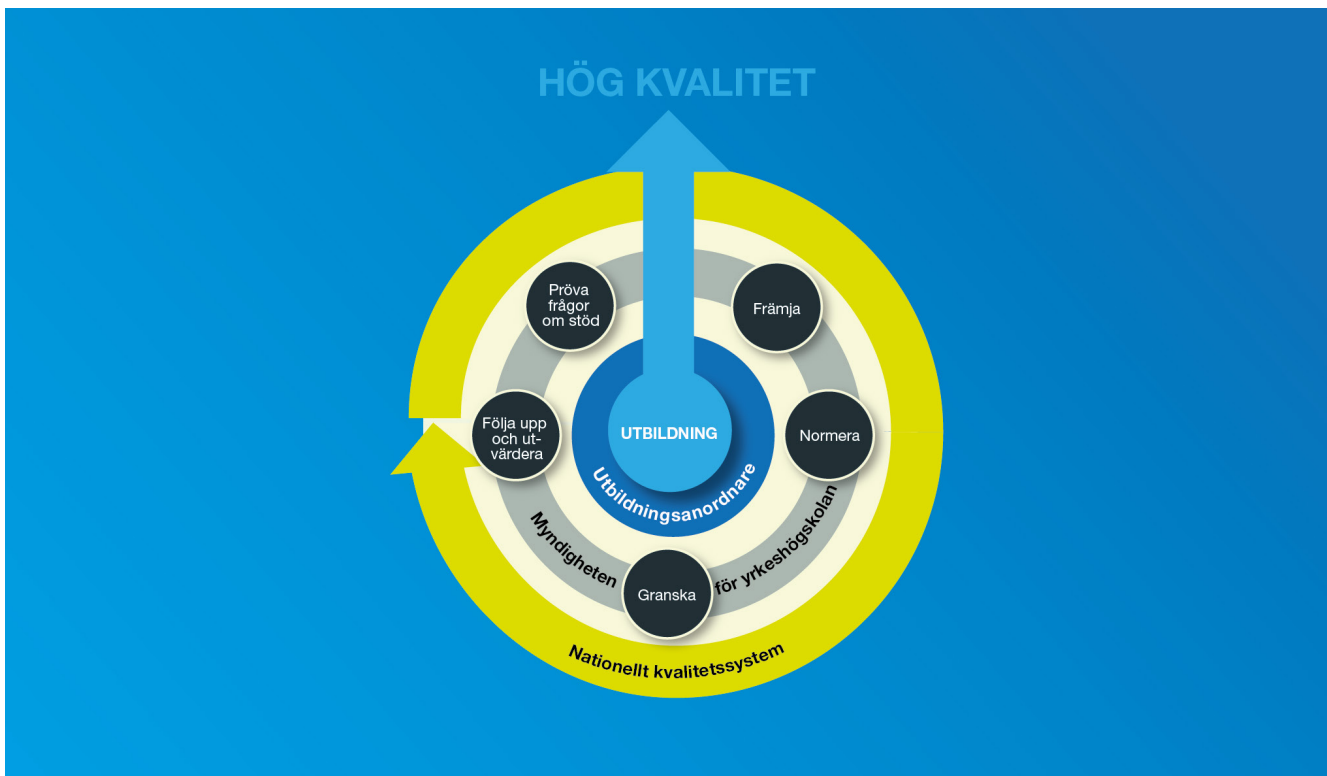 HÖG KVALITET
Pröva
frågor
om stöd
Främja
Följa upp
och ut-
värdera
UTBILDNING
Normera
Utbildningsanordnare
Myndigheten
för yrkeshögskolan
Granska
Nationellt kvalitetssystem